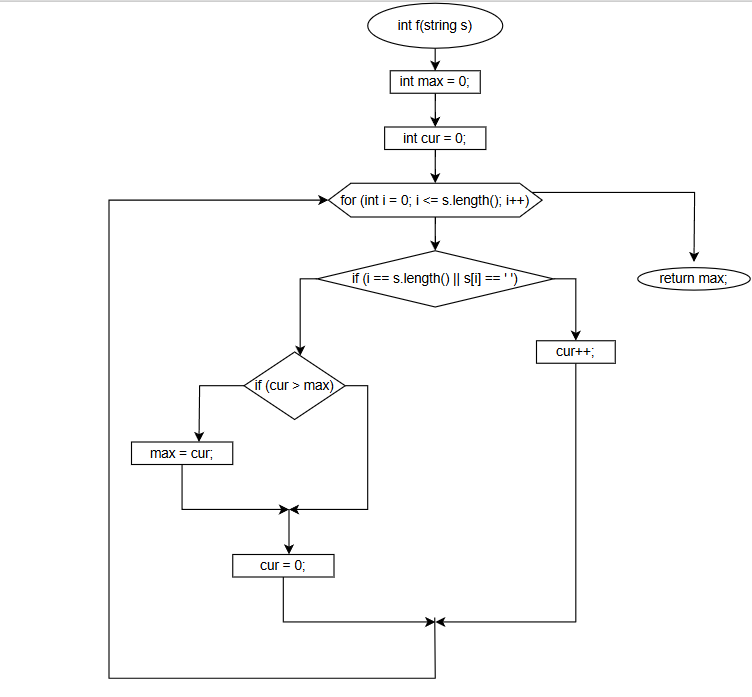 int f(string s)
int max = 0;
int cur = 0;
for (int i = 0; i <= s.length(); i++)
if (i == s.length() || s[i] == ' ')
return max;
cur++;
if (cur > max)
max = cur;
cur = 0;